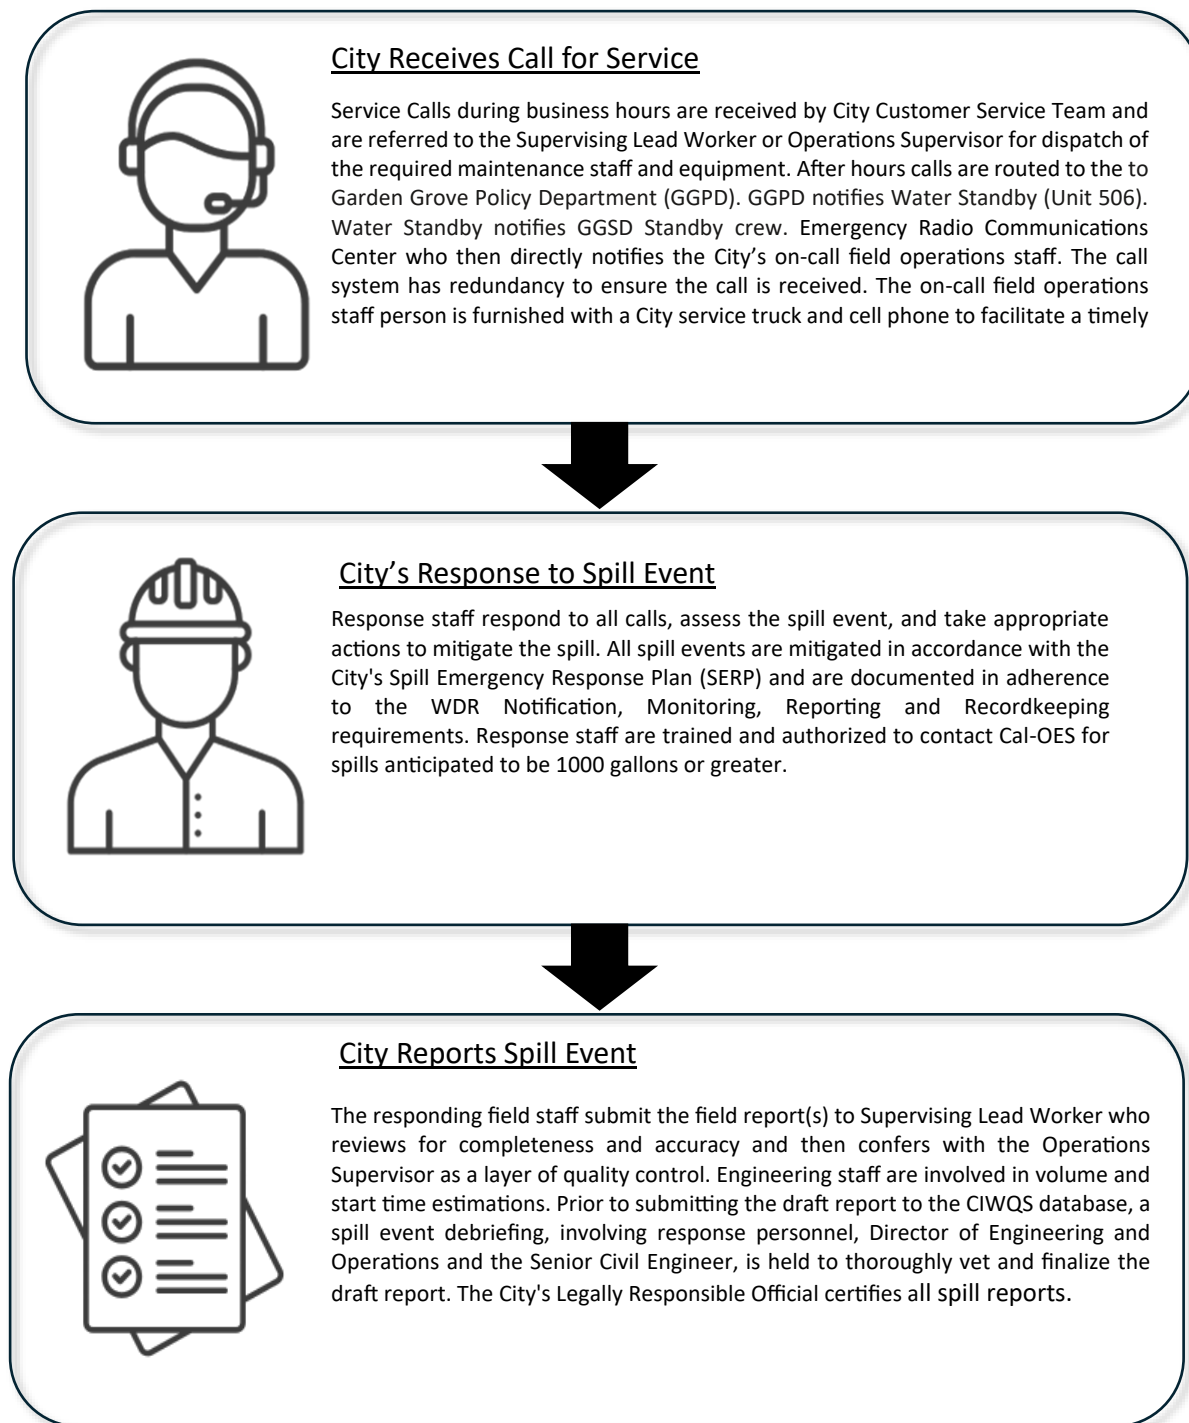 City Receives Call for Service
Service Calls during business hours are received by City Customer Service Team and
are referred to the Supervising Lead Worker or Operations Supervisor for dispatch of
the required maintenance staff and equipment. After hours calls are routed to the to
Garden Grove Policy Department (GGPD). GGPD notifies Water Standby (Unit 506).
Water Standby notifies GGSD Standby crew. Emergency Radio Communications
Center who then directly notifies the City's on-call field operations staff. The call
system has redundancy to ensure the call is received. The on-call field operations
staff person is furnished with a City service truck and cell phone to facilitate a timely
City's Response to Spill Event
Response staff respond to all calls, assess the spill event, and take appropriate
actions to mitigate the spill. All spill events are mitigated in accordance with the
City's Spill Emergency Response Plan (SERP) and are documented in adherence
to the WDR Notification, Monitoring, Reporting and Recordkeeping
requirements. Response staff are trained and authorized to contact Cal-OES for
spills anticipated to be 1000 gallons or greater.
City Reports Spill Event
The responding field staff submit the field report(s) to Supervising Lead Worker who
reviews for completeness and accuracy and then confers with the Operations
Supervisor as a layer of quality control. Engineering staff are involved in volume and
start time estimations. Prior to submitting the draft report to the CIWQS database, a
spill event debriefing, involving response personnel, Director of Engineering and
Operations and the Senior Civil Engineer, is held to thoroughly vet and finalize the
draft report. The City's Legally Responsible Official certifies all spill reports.